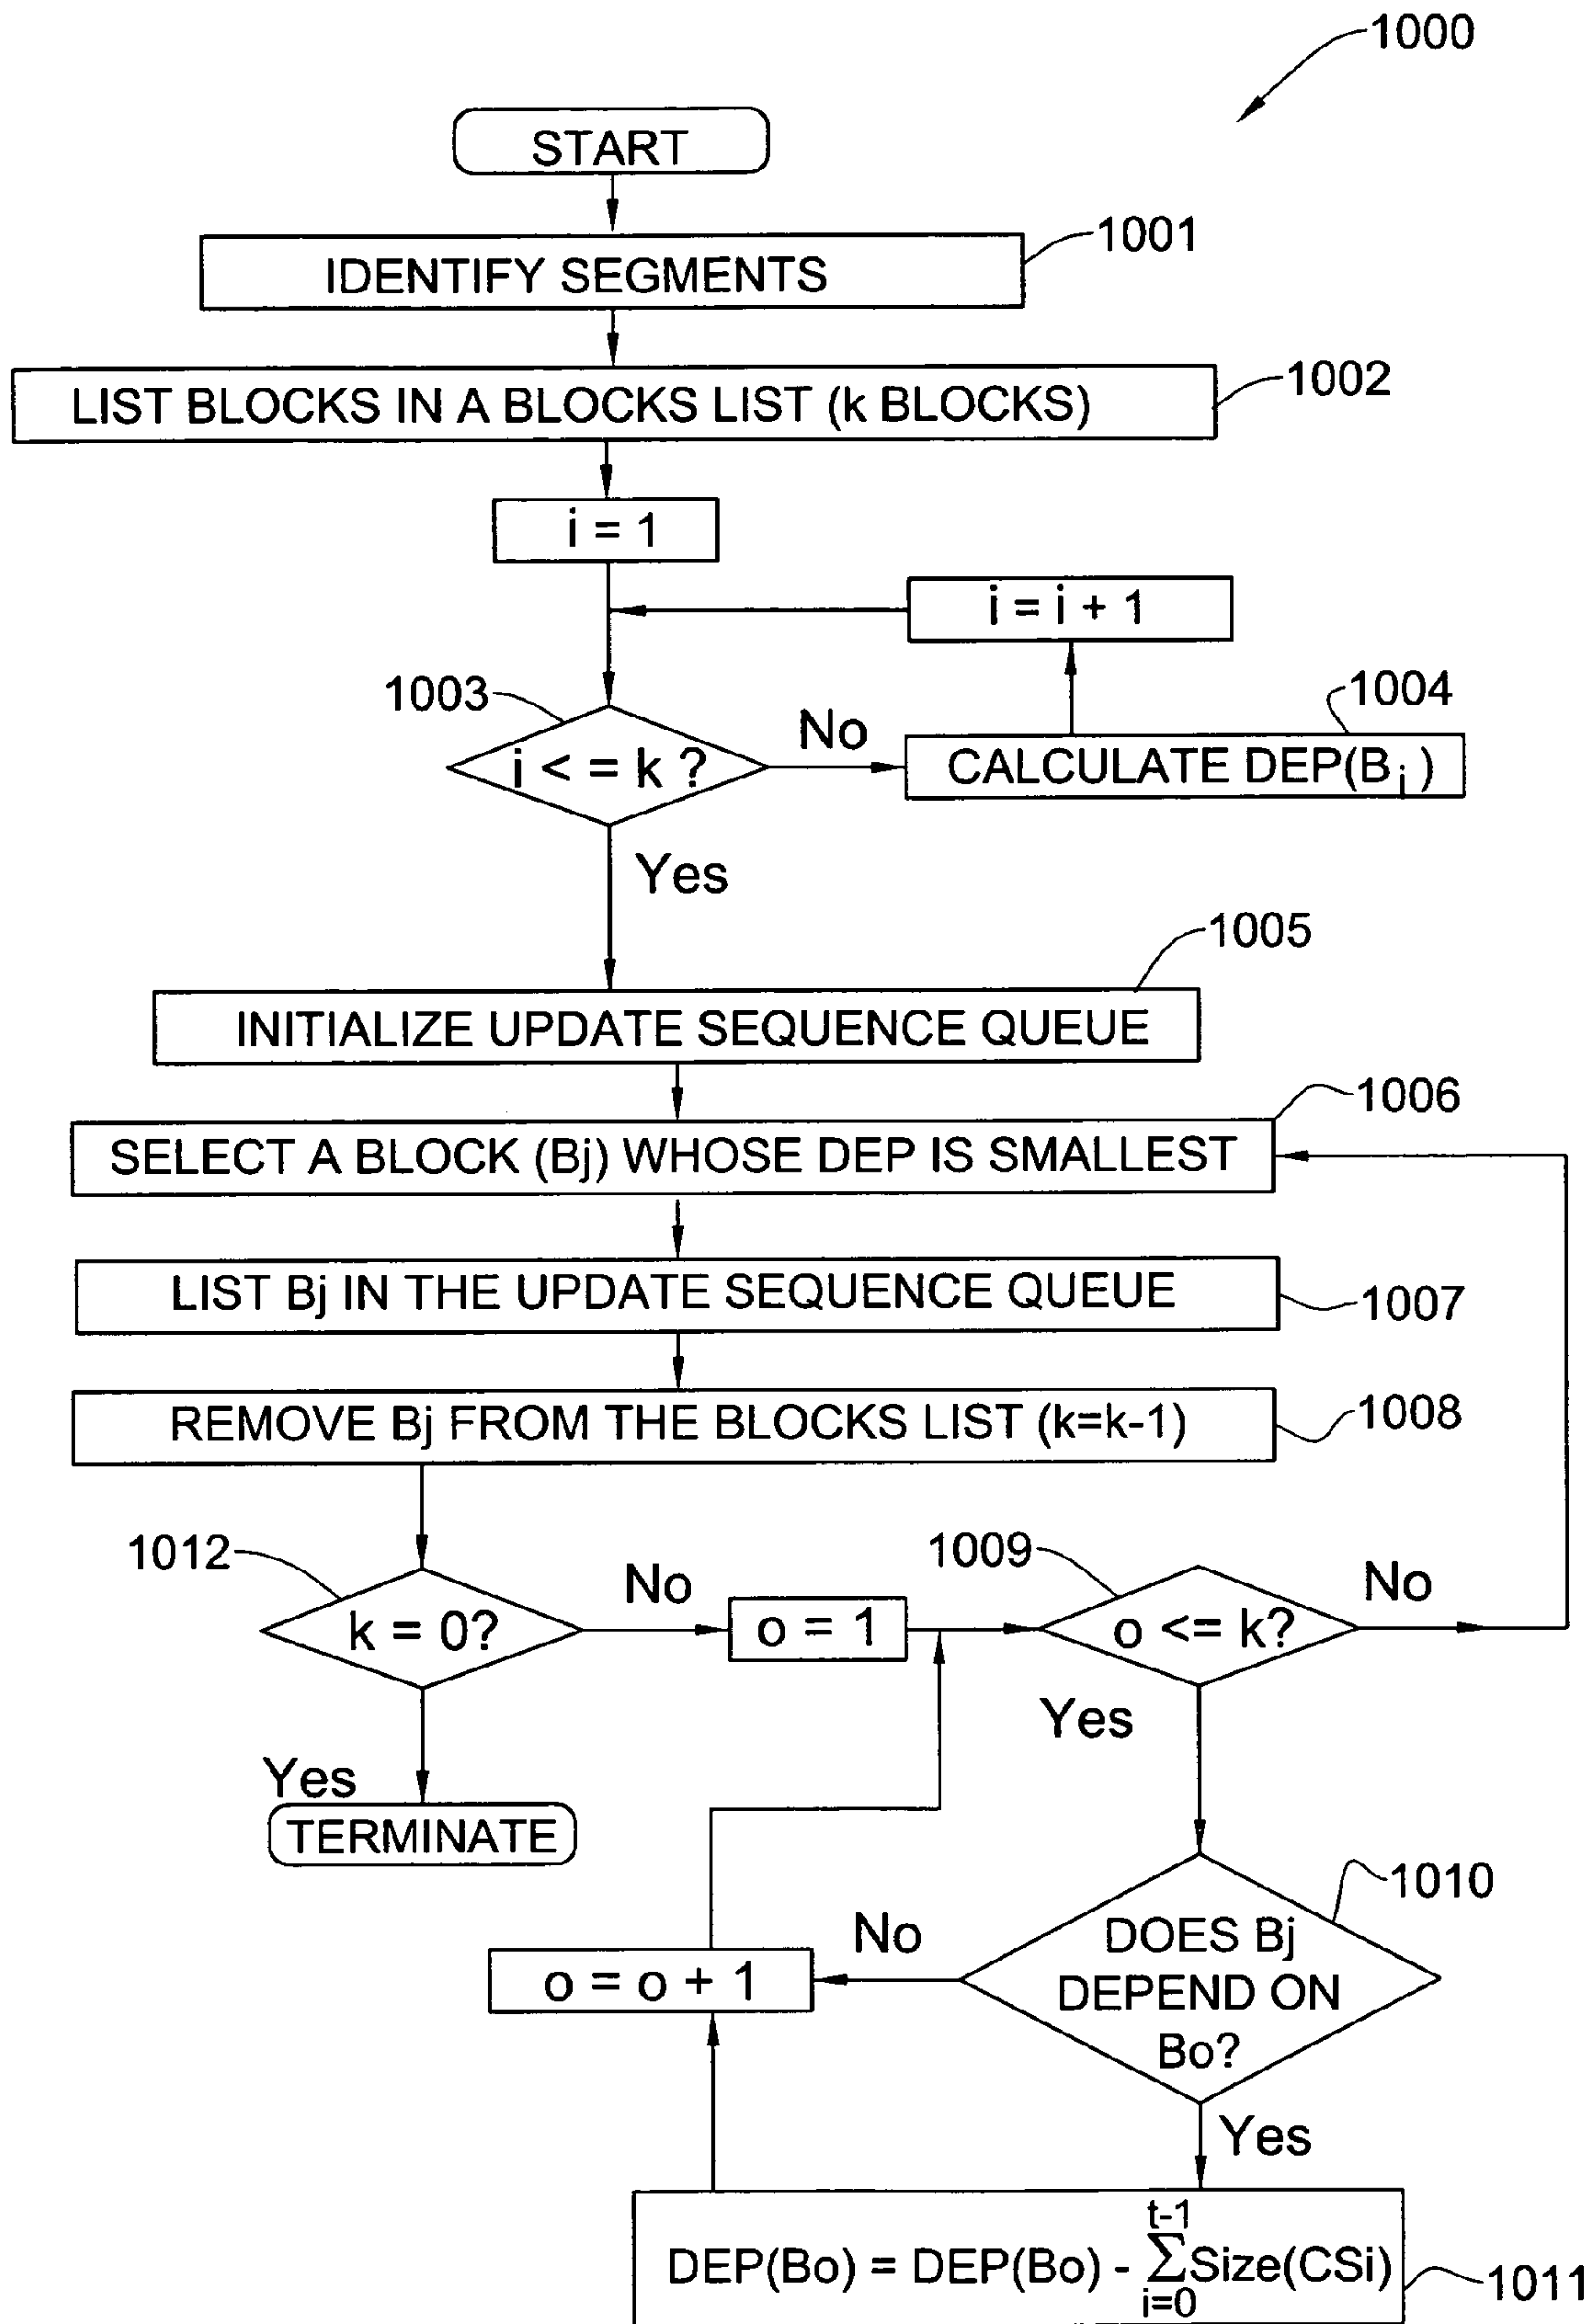 1000
START
1001
IDENTIFY SEGMENTS
1002
LIST BLOCKS IN A BLOCKS LIST (k BLOCKS)
i = 1
i = i + 1
1003
1004
i < = k ?
No
CALCULATE DEP(Bi )
Yes
1005
INITIALIZE UPDATE SEQUENCE QUEUE
1006
SELECT A BLOCK (Bj) WHOSE DEP IS SMALLEST
LIST Bj IN THE UPDATE SEQUENCE QUEUE
1007
REMOVE Bj FROM THE BLOCKS LIST (k=k-1)
1008
1012
1009
k = 0?
No
o = 1
o <= k?
No
Yes
Yes
TERMINATE
1010
DOES Bj
DEPEND ON
Bo?
No
o = o + 1
Yes
t-1
DEP(Bo) = DEP(Bo) - ΣSize(CSi)
i=0
1011